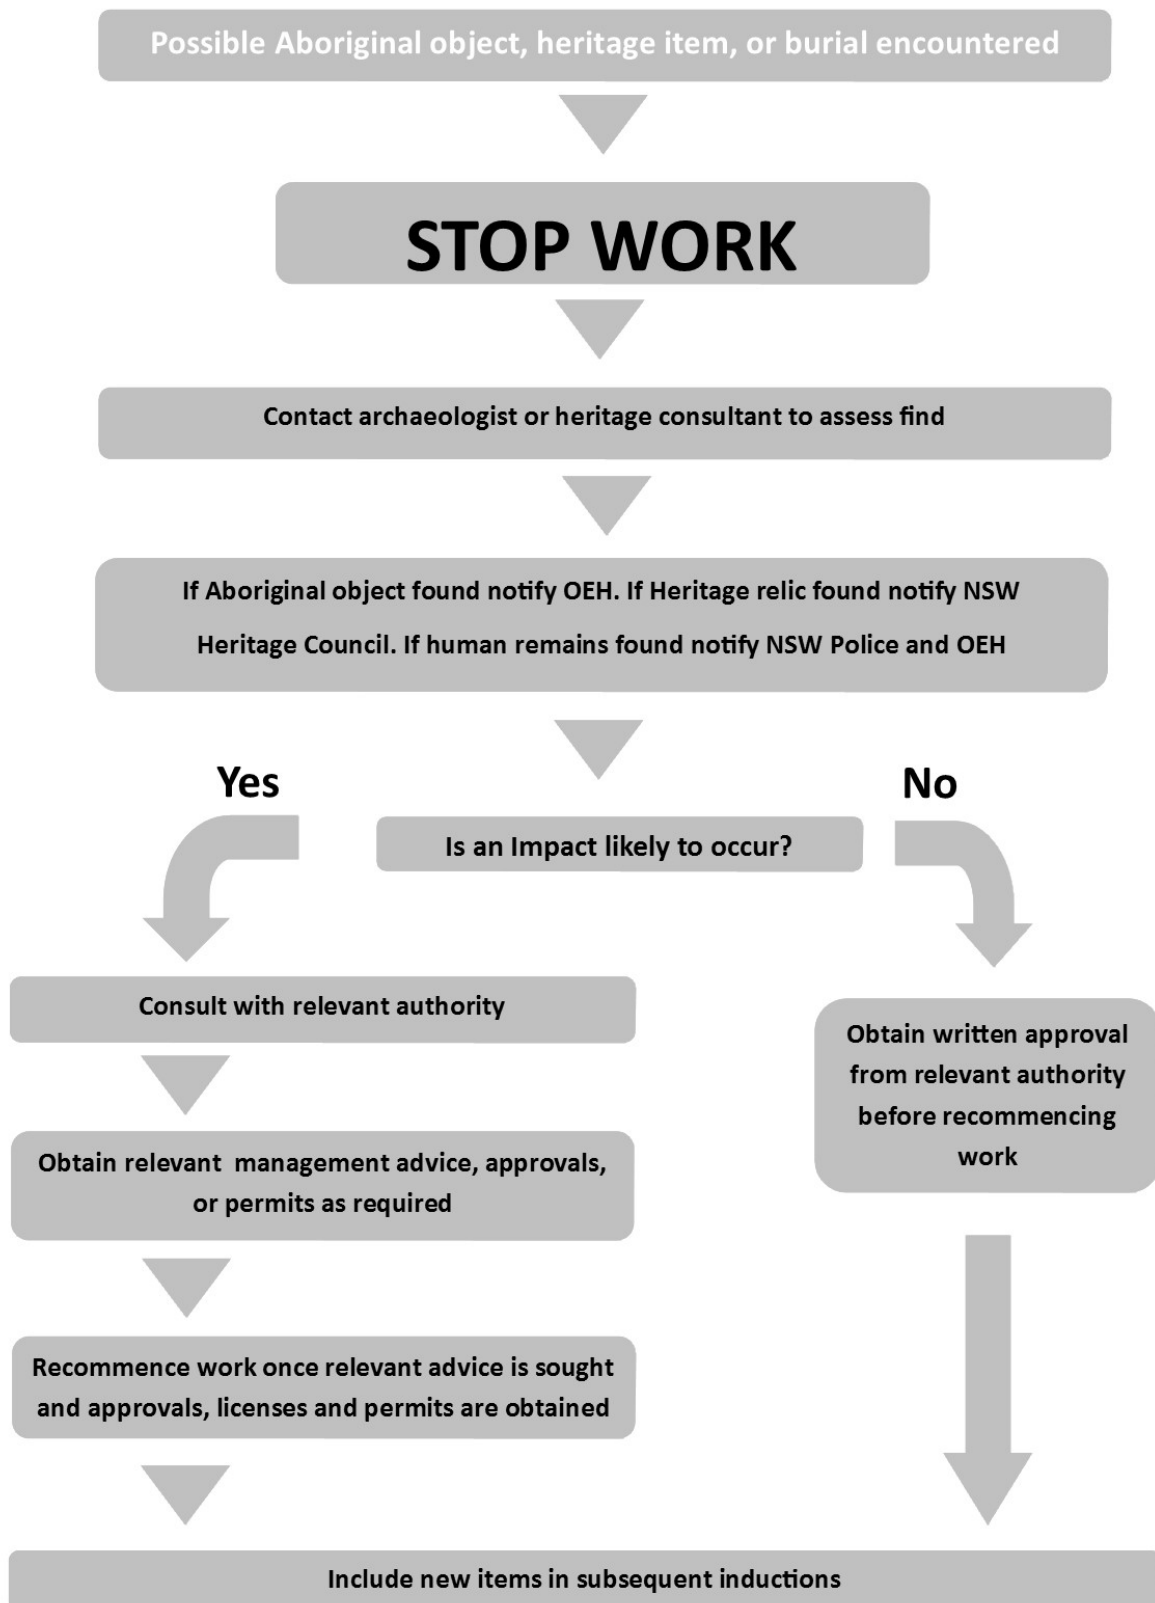 Possible Aboriginal object, heritage item, or burial encountered
STOP WORK
Contact archaeologist or heritage consultant to assess find
If Aboriginal object found notify OEH. If Heritage relic found notify NSW
Heritage Council. If human remains found notify NSW Police and OEH
Yes
No
Is an Impact likely to occur?
Consult with relevant authority
Obtain written approval
from relevant authority
before recommencing
work
Obtain relevant management advice, approvals,
or permits as required
Recommence work once relevant advice is sought
and approvals, licenses and permits are obtained
Include new items in subsequent inductions